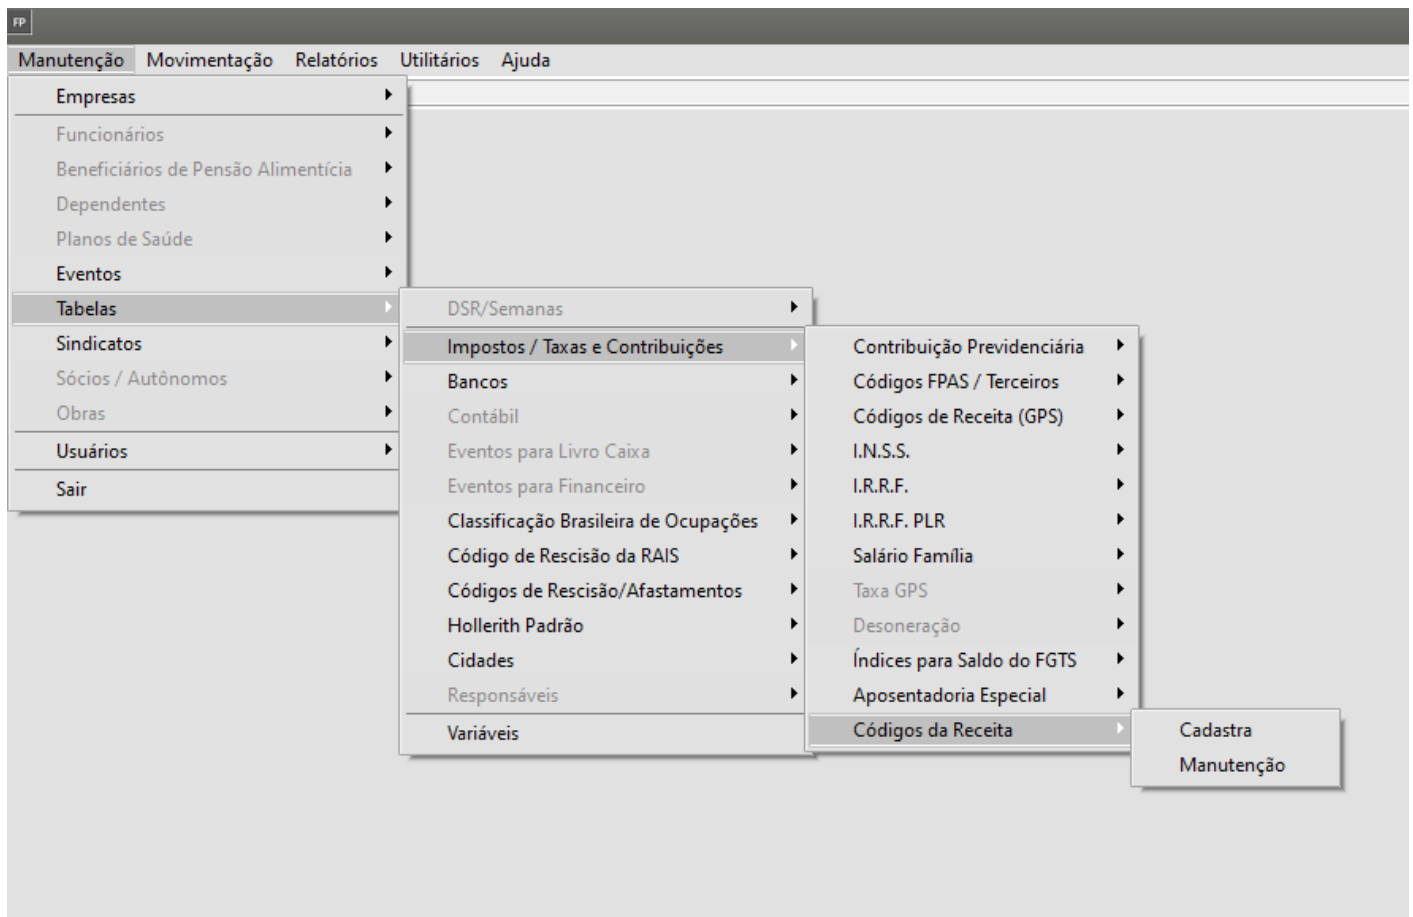 FP
Manutenção Movimentação Relatórios Utilitários Ajuda
Empresas
Funcionários
Beneficiários de Pensão Alimentícia
Dependentes
Planos de Saúde
Eventos
Tabelas
Sindicatos
Sócios / Autônomos
Obras
Usuários
Sair
DSR/Semanas
Impostos / Taxas e Contribuições
Bancos
Contábil
Eventos para Livro Caixa
Eventos para Financeiro
Classificação Brasileira de Ocupações
Código de Rescisão da RAIS
Códigos de Rescisão/Afastamentos
Hollerith Padrão
Cidades
Responsáveis
Variáveis
Contribuição Previdenciária
Códigos FPAS / Terceiros
Códigos de Receita (GPS)
I.N.S.S.
I.R.R.F.
I.R.R.F. PLR
Salário Família
Taxa GPS
Desoneração
Índices para Saldo do FGTS
Aposentadoria Especial
Códigos da Receita
Cadastra
Manutenção